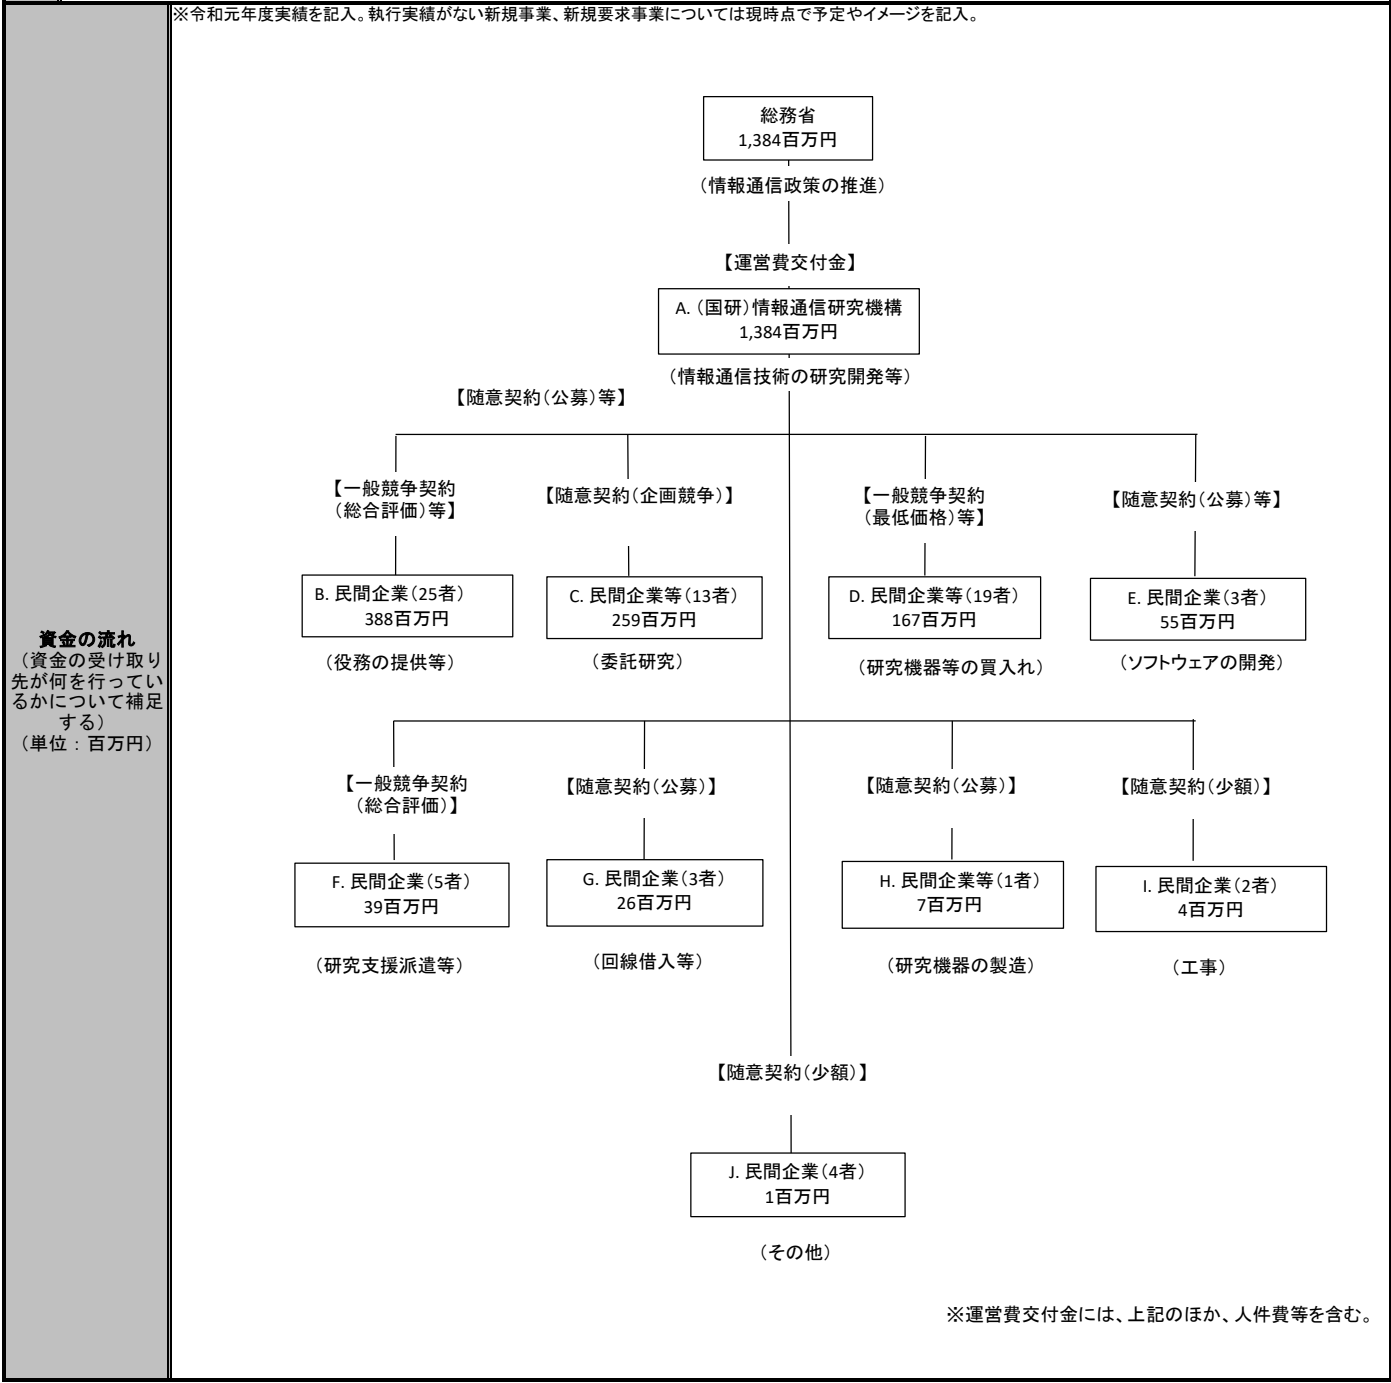 ※令和元年度実績を記入。執行実績がない新規事業、新規要求事業については現時点で予定やイメージを記入。
資金の流れ
（資金の受け取り
先が何を行ってい
るかについて補足
する）
（単位：百万円）
総務省
1,384百万円
（情報通信政策の推進）
【運営費交付金】
A.（国研）情報通信研究機構
1,384百万円
（情報通信技術の研究開発等）
【随意契約（公募）等】
【一般競争契約
（総合評価）等】
【随意契約（企画競争）】
【一般競争契約
（最低価格）等】
【随意契約（公募）等】
B. 民間企業（25者）
388百万円
C. 民間企業等（13者）
259百万円
D. 民間企業等（19者）
167百万円
E. 民間企業（3者）
55百万円
（役務の提供等）
（委託研究）
（研究機器等の買入れ）
（ソフトウェアの開発）
【一般競争契約
（総合評価）】
【随意契約（公募）】
【随意契約（公募）】
【随意契約（少額）】
F. 民間企業（5者）
39百万円
G. 民間企業（3者）
26百万円
H. 民間企業等（1者）
7百万円
I. 民間企業（2者）
4百万円
（研究支援派遣等）
（回線借入等）
（研究機器の製造）
（工事）
【随意契約（少額）】
J. 民間企業（4者）
1百万円
（その他）
※運営費交付金には、上記のほか、人件費等を含む。